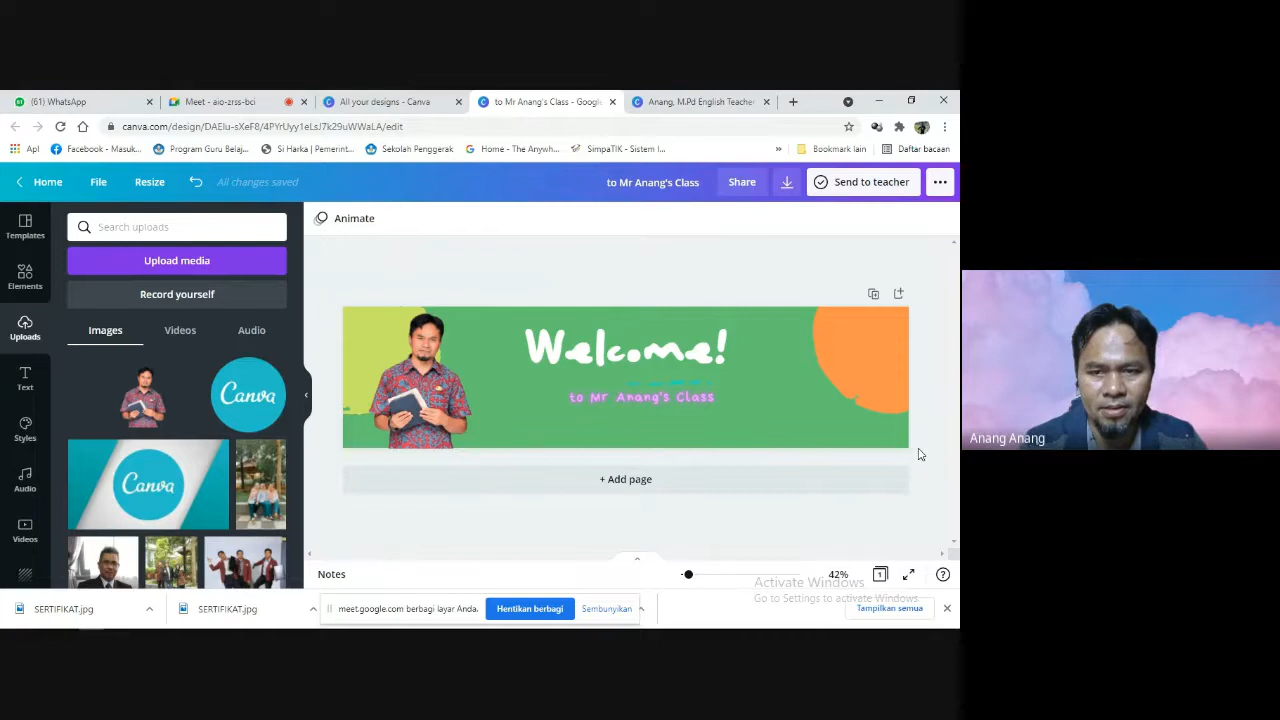 (61) WhatsApp
Meet - aio-zrss-bci
All your designs - Canva
to Mr Anang's Class - Google
Anang, M.Pd English Teache
canva.com/design/DAElu-sXeF8/4PYrUyy1eLsJ7k29uWWaLA/edit
Apl
Facebook - Masuk...
Program Guru Belaj...
Si Harka | Pemerint...
Sekolah Penggerak
Home - The Anywh...
SimpaTIK - Sistem I...
»
Bookmark lain
Daftar bacaan
Home
File
Resize
All changes saved
to Mr Anang's Class
Share
Send to teacher
Templates
Elements
Uploads
Text
Styles
Audio
Videos
Search uploads
Upload media
Record yourself
Images
Videos
Audio
Canva
Canva
Animate
Welcome!
to Mr Anang's Class
+ Add page
Anang Anang
Notes
42%
1
Activate Windows
Go to Settings to activate Windows.
SERTIFIKAT.jpg
SERTIFIKAT.jpg
meet.google.com berbagi layar Anda.
Hentikan berbagi
Sembunyikan
Tampilkan semua